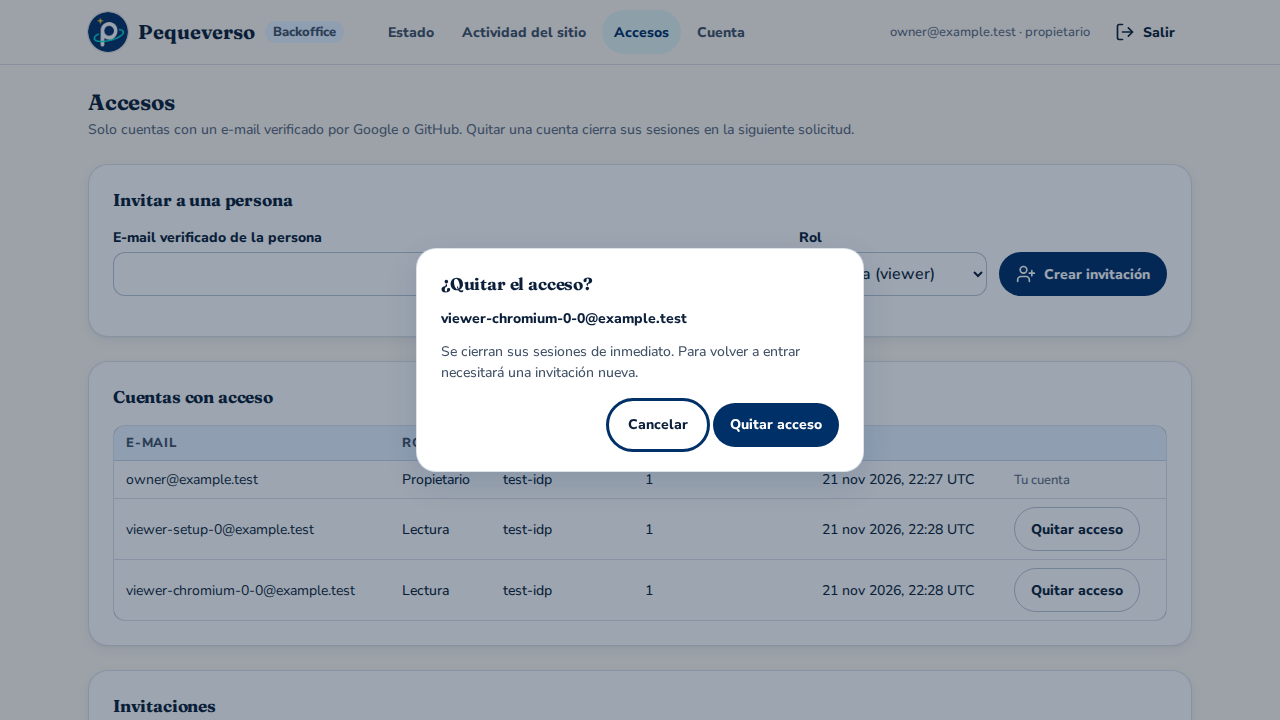 Pequeverso
Backoffice
Estado
Actividad del sitio
Accesos
Cuenta
owner@example.test · propietario
Salir
Accesos
Solo cuentas con un e-mail verificado por Google o GitHub. Quitar una cuenta cierra sus sesiones en la siguiente solicitud.
Invitar a una persona
E-mail verificado de la persona
Rol
(viewer)
Crear invitación
¿Quitar el acceso?
viewer-chromium-0-0@example.test
Se cierran sus sesiones de inmediato. Para volver a entrar
necesitará una invitación nueva.
Cancelar
Quitar acceso
Cuentas con acceso
E-MAIL
owner@example.test Propietario test-idp 1 21 nov 2026, 22:27 UTC Tu cuenta
viewer-setup-0@example.test Lectura test-idp 1 21 nov 2026, 22:28 UTC Quitar acceso
viewer-chromium-0-0@example.test Lectura test-idp 1 21 nov 2026, 22:28 UTC Quitar acceso
Invitaciones